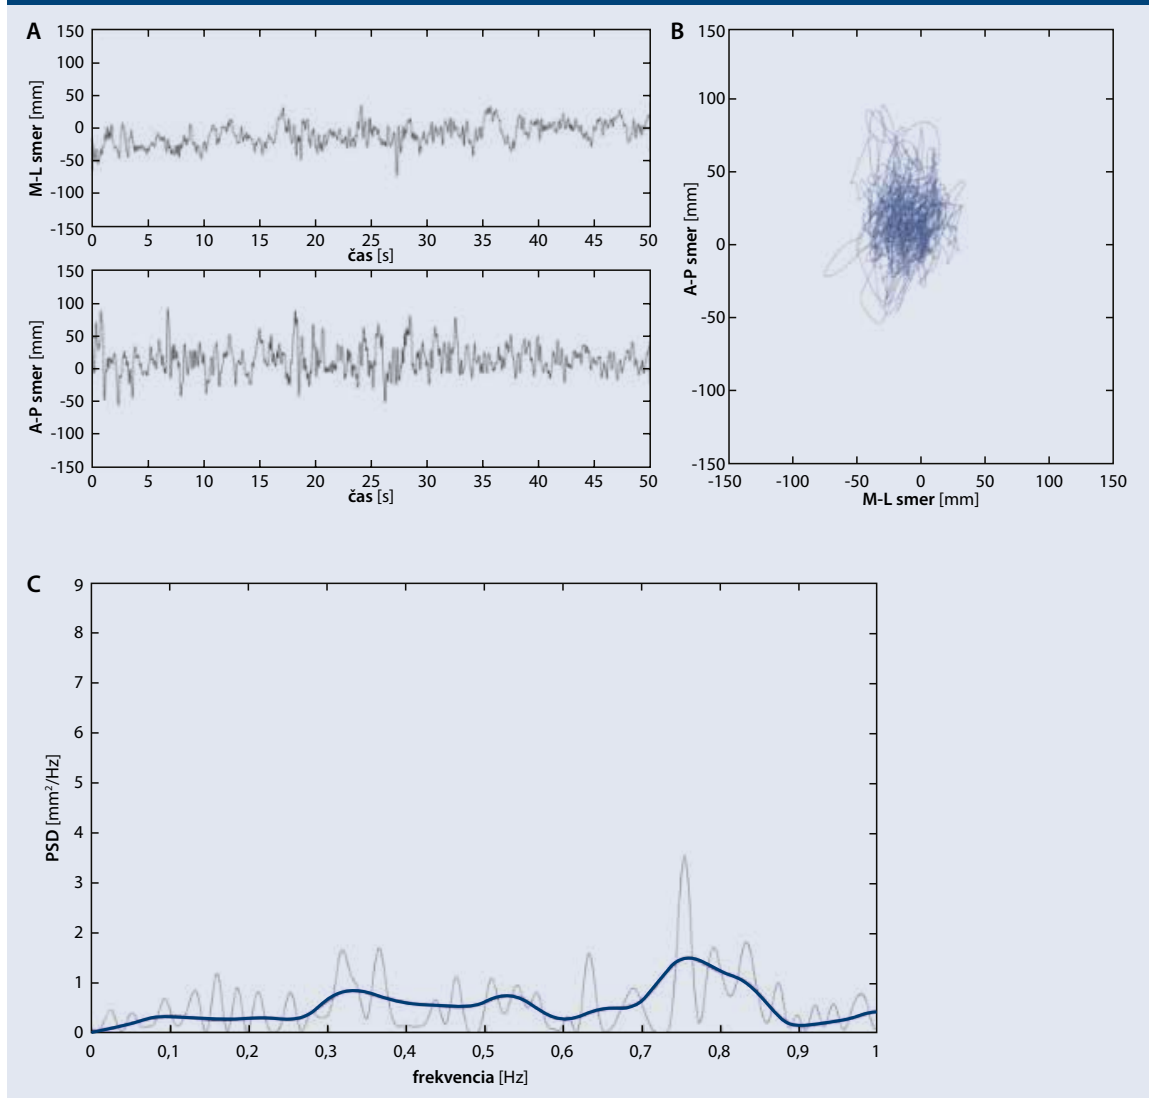 A
150
100
50
0
-50
-100
-150
M-L smer [mm]
0 5 10 15 20 25 30 35 40 45 50
čas [s]
150
100
50
0
-50
-100
-150
A-P smer [mm]
0 5 10 15 20 25 30 35 40 45 50
čas [s]
B
150
100
50
0
-50
-100
-150
A-P smer [mm]
-150 -100 -50 0 50 100 150
M-L smer [mm]
C
9
8
7
6
5
4
3
2
1
0
PSD [mm²/Hz]
0 0,1 0,2 0,3 0,4 0,5 0,6 0,7 0,8 0,9 1
frekvencia [Hz]